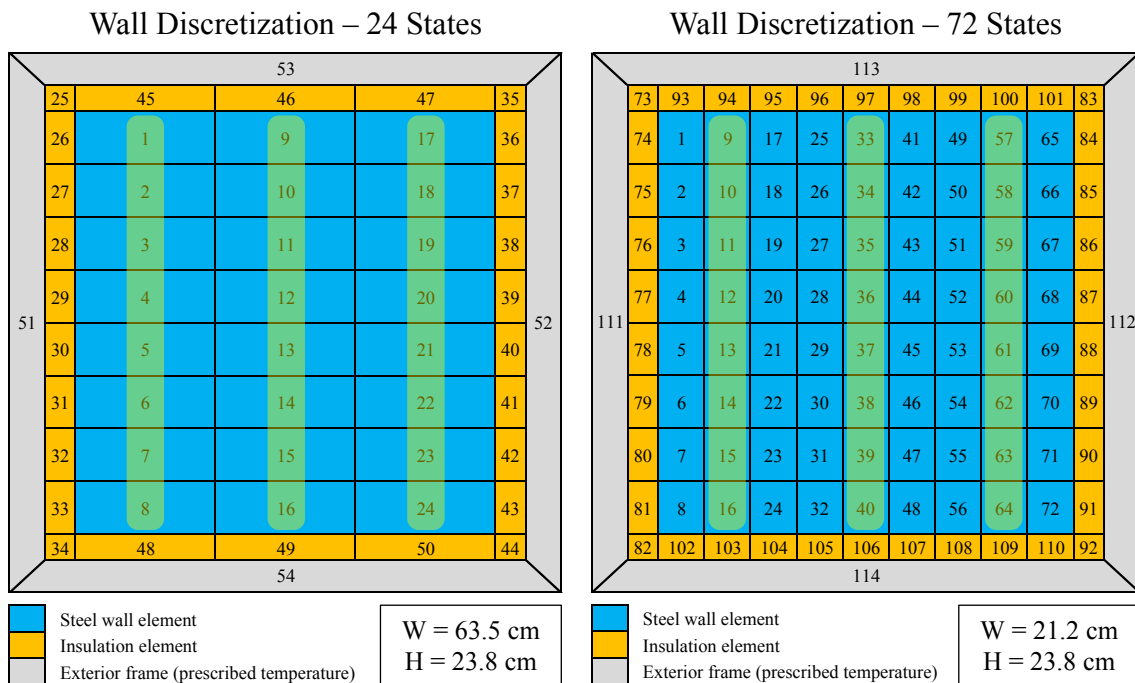 Wall Discretization – 24 States
53
25 45 46 47 35
26 1 9 17 36
27 2 10 18 37
28 3 11 19 38
29 4 12 20 39
51 52
30 5 13 21 40
31 6 14 22 41
32 7 15 23 42
33 8 16 24 43
34 48 49 50 44
54
Steel wall element
Insulation element
Exterior frame (prescribed temperature)
W = 63.5 cm
H = 23.8 cm
Wall Discretization – 72 States
113
73 93 94 95 96 97 98 99 100 101 83
74 1 9 17 25 33 41 49 57 65 84
75 2 10 18 26 34 42 50 58 66 85
76 3 11 19 27 35 43 51 59 67 86
77 4 12 20 28 36 44 52 60 68 87
111 112
78 5 13 21 29 37 45 53 61 69 88
79 6 14 22 30 38 46 54 62 70 89
80 7 15 23 31 39 47 55 63 71 90
81 8 16 24 32 40 48 56 64 72 91
82 102 103 104 105 106 107 108 109 110 92
114
Steel wall element
Insulation element
Exterior frame (prescribed temperature)
W = 21.2 cm
H = 23.8 cm